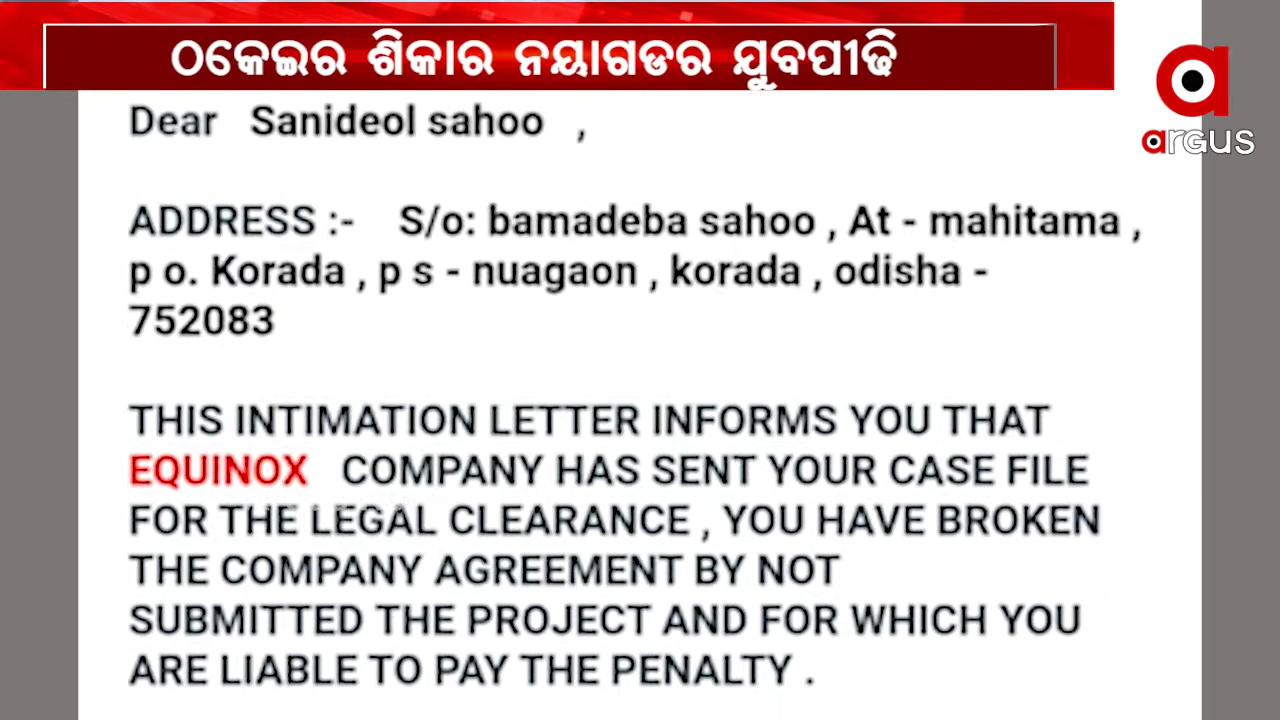 ଠକେଇର ଶିକାର ନୟାଗଡର ଯୁବପୀଢି
argus
Dear Sanideol sahoo ,
ADDRESS :- S/o: bamadeba sahoo , At - mahitama ,
p o. Korada , p s - nuagaon , korada , odisha -
752083
THIS INTIMATION LETTER INFORMS YOU THAT
EQUINOX COMPANY HAS SENT YOUR CASE FILE
FOR THE LEGAL CLEARANCE , YOU HAVE BROKEN
THE COMPANY AGREEMENT BY NOT
SUBMITTED THE PROJECT AND FOR WHICH YOU
ARE LIABLE TO PAY THE PENALTY .